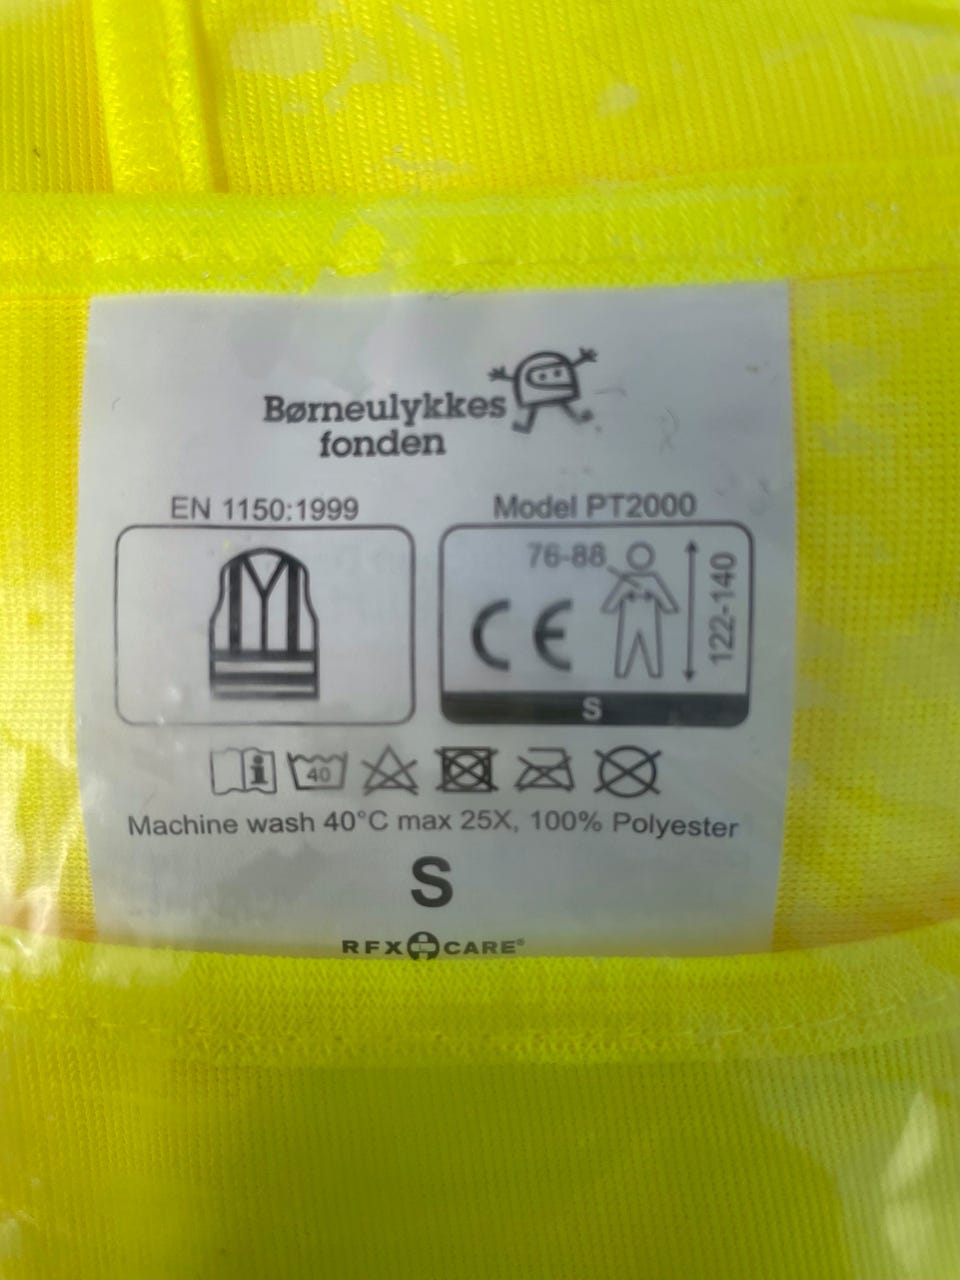 Børneulykkes
fonden
EN 1150:1999
Model PT2000
76-88
122-140
CE
S
i
40
Machine wash 40°C max 25X, 100% Polyester
S
RFX CARE®